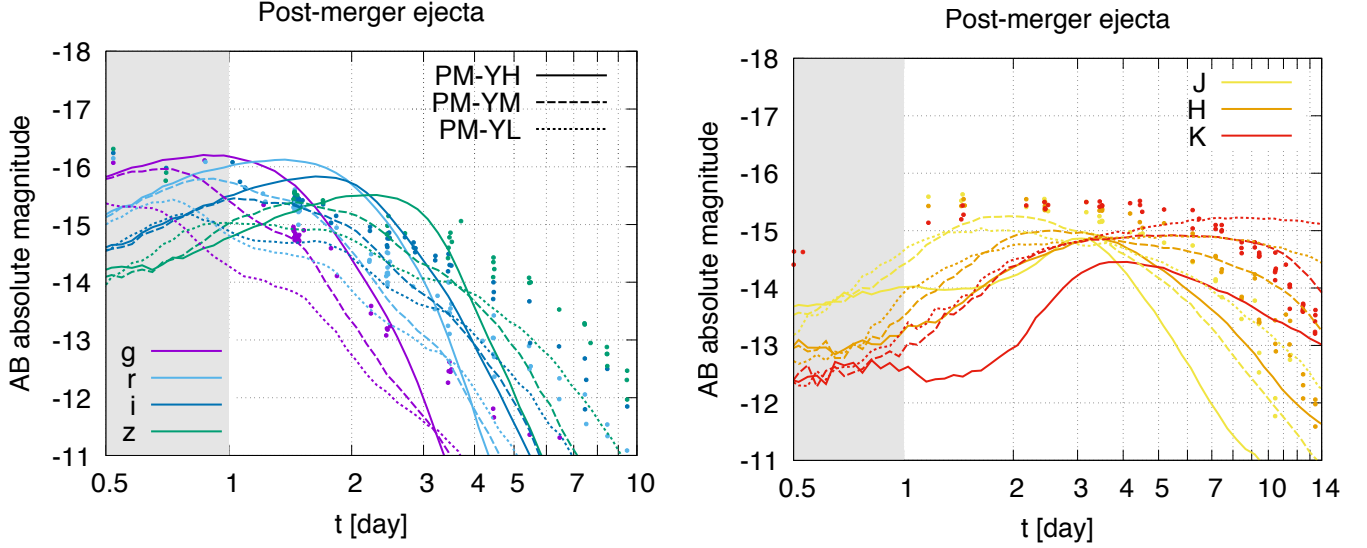 Post-merger ejecta
AB absolute magnitude
-18
-17
-16
-15
-14
-13
-12
-11
PM-YH
PM-YM
PM-YL
g
r
i
z
0.5 1 2 3 4 5 7 10
t [day]
Post-merger ejecta
AB absolute magnitude
-18
-17
-16
-15
-14
-13
-12
-11
J
H
K
0.5 1 2 3 4 5 7 10 14
t [day]